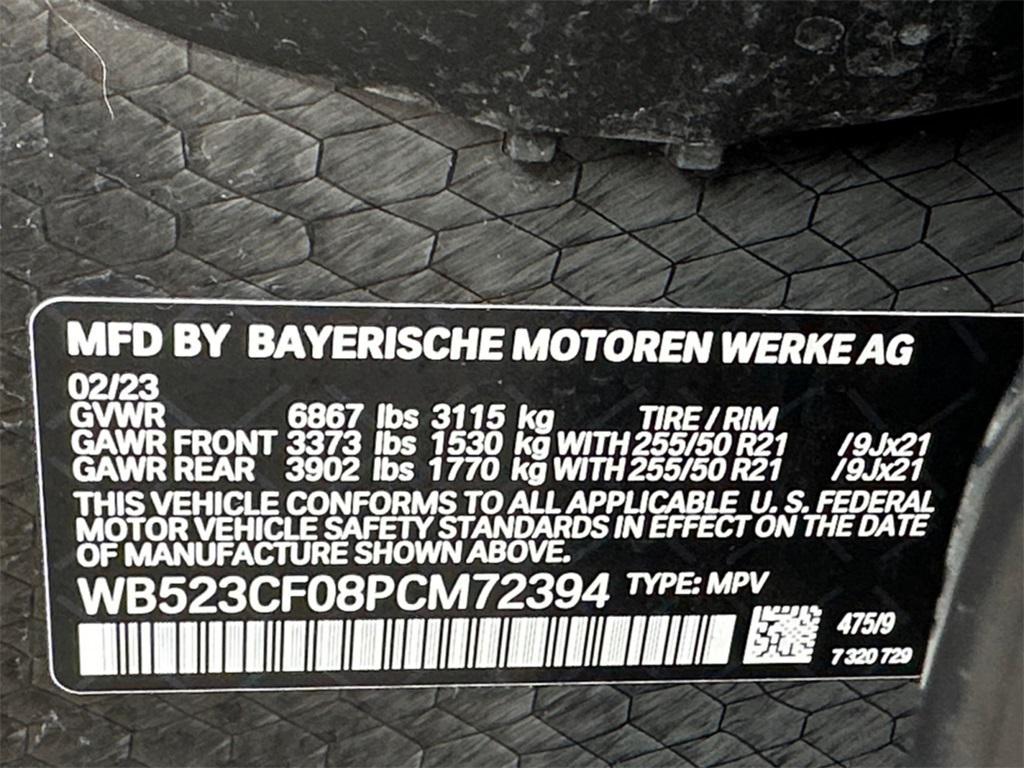 MFD BY BAYERISCHE MOTOREN WERKE AG
02/23
GVWR 6867 lbs 3115 kg TIRE / RIM
GAWR FRONT 3373 lbs 1530 kg WITH 255/50 R21 /9Jx21
GAWR REAR 3902 lbs 1770 kg WITH 255/50 R21 /9Jx21
THIS VEHICLE CONFORMS TO ALL APPLICABLE U. S. FEDERAL
MOTOR VEHICLE SAFETY STANDARDS IN EFFECT ON THE DATE
OF MANUFACTURE SHOWN ABOVE.
WB523CF08PCM72394 TYPE: MPV
475/9
7 320 729